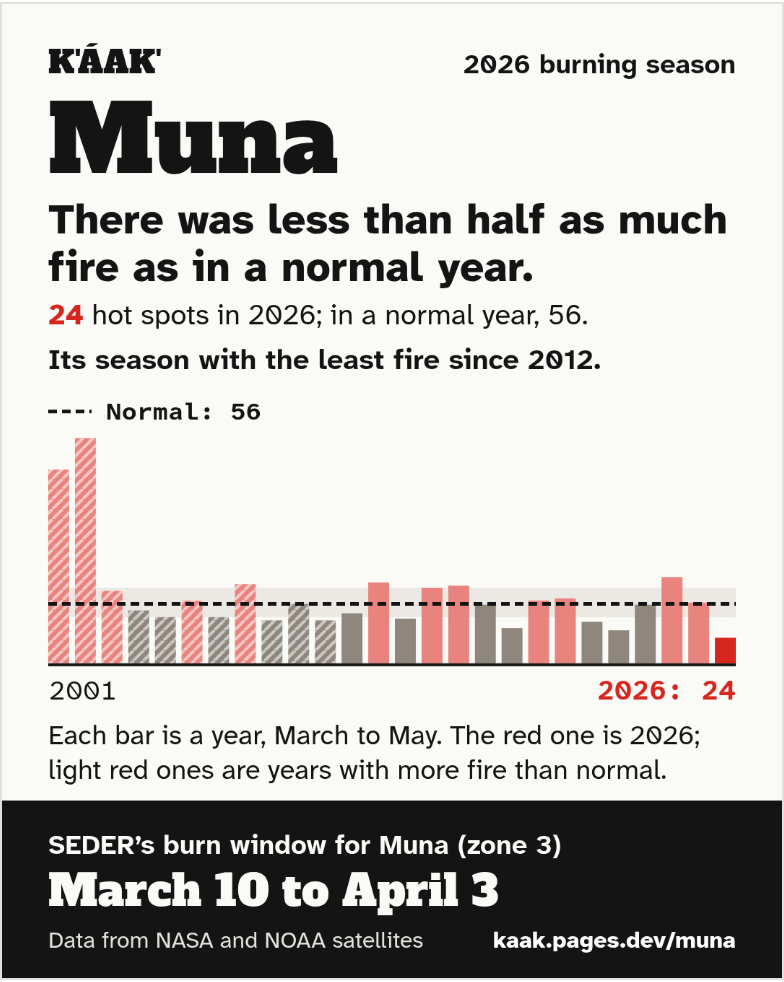 K'ÁAK'
2026 burning season
Muna
There was less than half as much
fire as in a normal year.
24 hot spots in 2026; in a normal year, 56.
Its season with the least fire since 2012.
Normal: 56
2001
2026: 24
Each bar is a year, March to May. The red one is 2026;
light red ones are years with more fire than normal.
SEDER’s burn window for Muna (zone 3)
March 10 to April 3
Data from NASA and NOAA satellites
kaak.pages.dev/muna